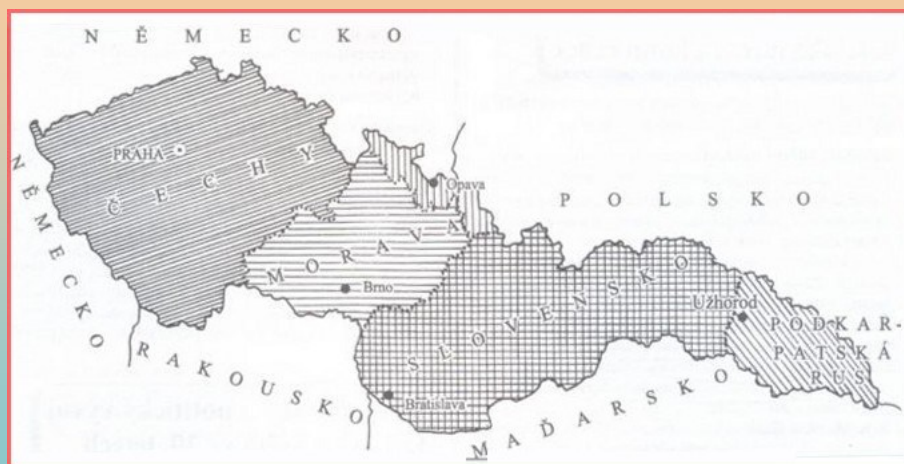 NĚMECKO
PRAHA
ČECHY
NĚMECKO
Opava
POLSKO
MORAVA
Brno
SLOVENSKO
Užhorod
PODKAR-
PATSKÁ
RUS
RAKOUSKO
Bratislava
MAĎARSKO